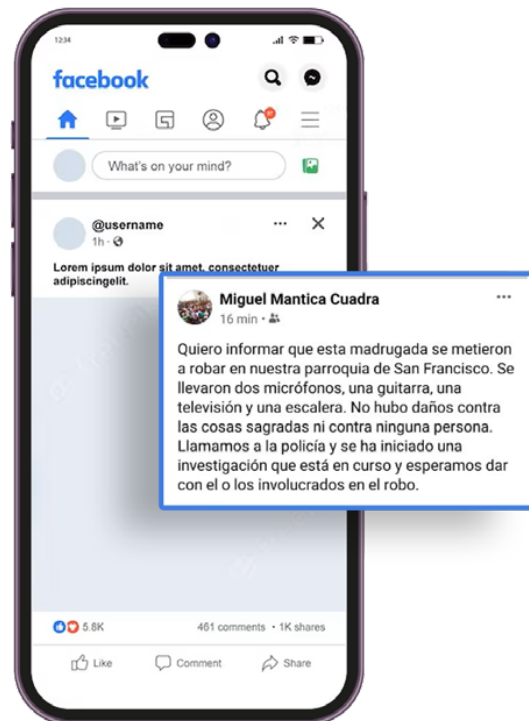 12:34
facebook
What's on your mind?
@username
1h
Lorem ipsum dolor sit amet, consectetuer
adipiscingelit.
Miguel Mantica Cuadra
16 min
Quiero informar que esta madrugada se metieron
a robar en nuestra parroquia de San Francisco. Se
llevaron dos micrófonos, una guitarra, una
televisión y una escalera. No hubo daños contra
las cosas sagradas ni contra ninguna persona.
Llamamos a la policía y se ha iniciado una
investigación que está en curso y esperamos dar
con el o los involucrados en el robo.
5.8K 461 comments • 1K shares
Like Comment Share